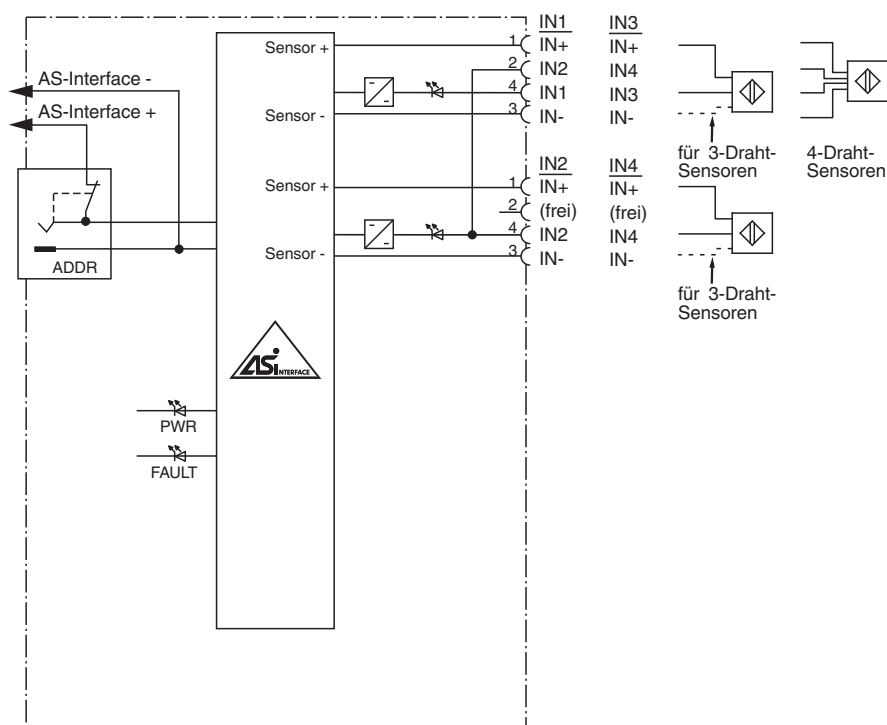 IN1 IN3
Sensor + 1 IN+ IN+
2 IN2 IN4
4 IN1 IN3
Sensor - 3 IN- IN-
AS-Interface -
AS-Interface +
für 3-Draht-
Sensoren
4-Draht-
Sensoren
IN2 IN4
Sensor + 1 IN+ IN+
2 (frei) (frei)
4 IN2 IN4
Sensor - 3 IN- IN-
ADDR
für 3-Draht-
Sensoren
ASi INTERFACE
PWR
FAULT